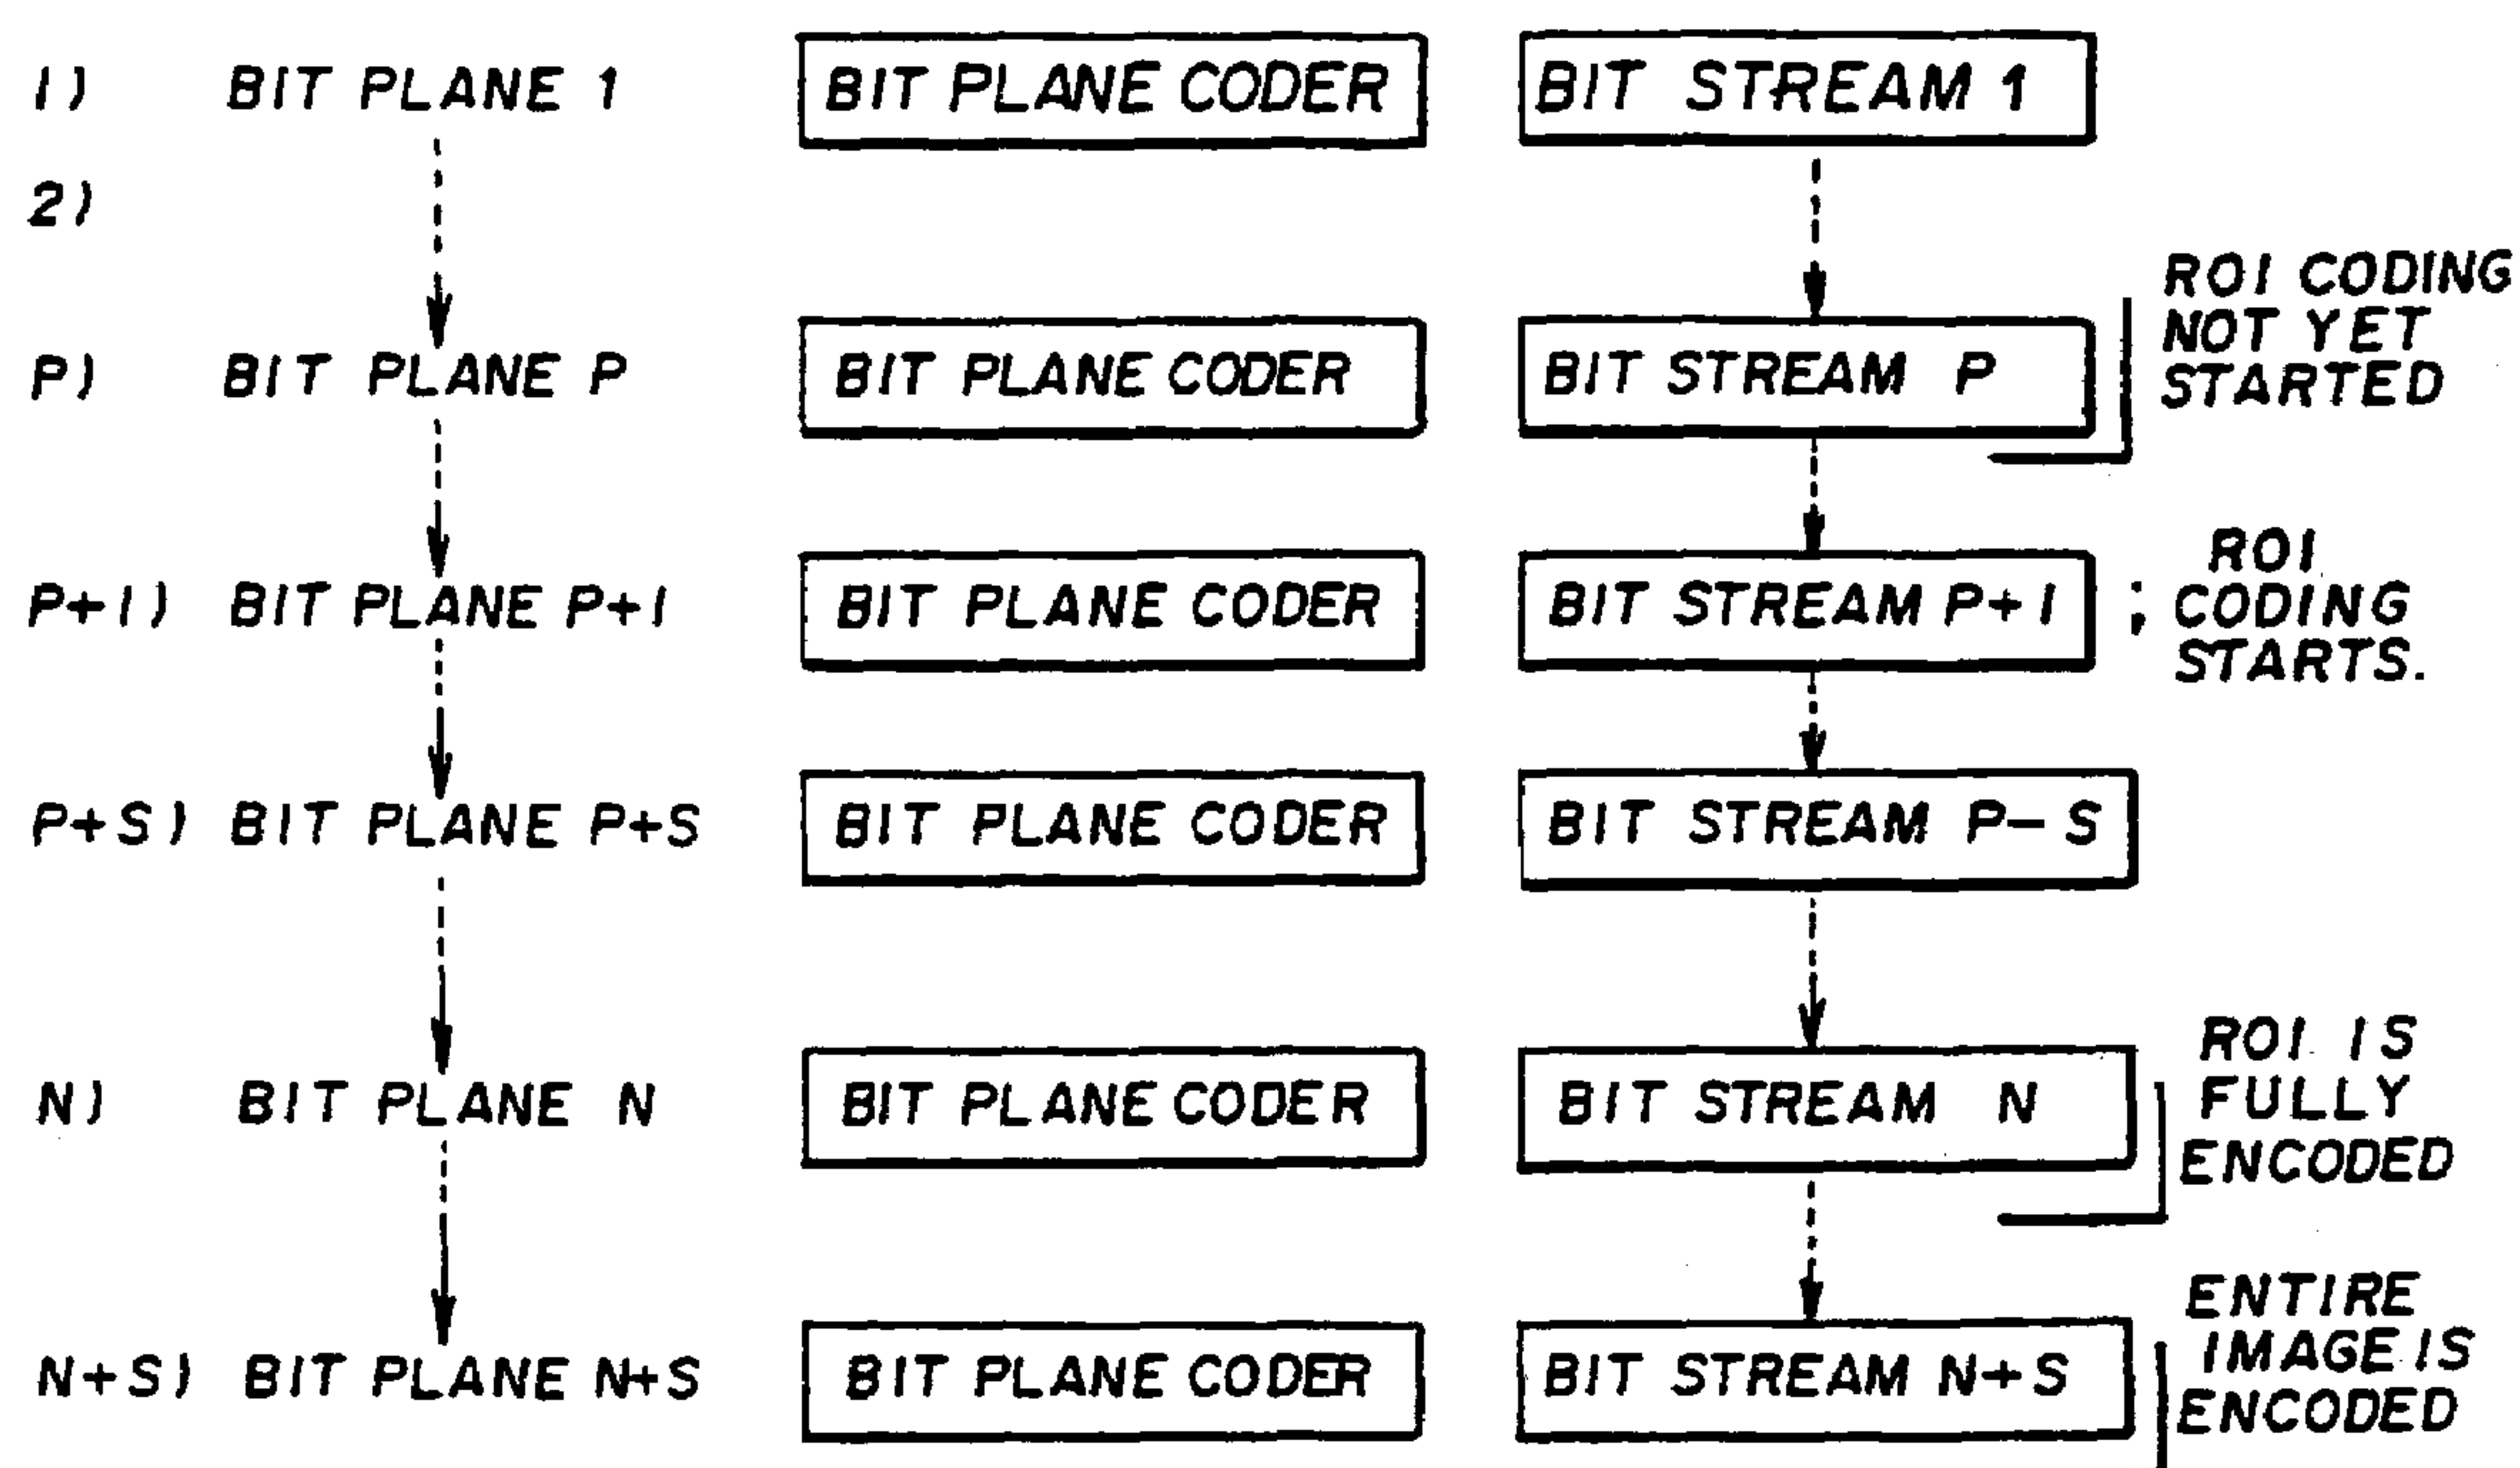 1) BIT PLANE 1 BIT PLANE CODER BIT STREAM 1
2)
P) BIT PLANE P BIT PLANE CODER BIT STREAM P
ROI CODING
NOT YET
STARTED
P+1) BIT PLANE P+1 BIT PLANE CODER BIT STREAM P+1 ;
ROI
CODING
STARTS.
P+S) BIT PLANE P+S BIT PLANE CODER BIT STREAM P-S
N) BIT PLANE N BIT PLANE CODER BIT STREAM N
ROI IS
FULLY
ENCODED
N+S) BIT PLANE N+S BIT PLANE CODER BIT STREAM N+S
ENTIRE
IMAGE IS
ENCODED